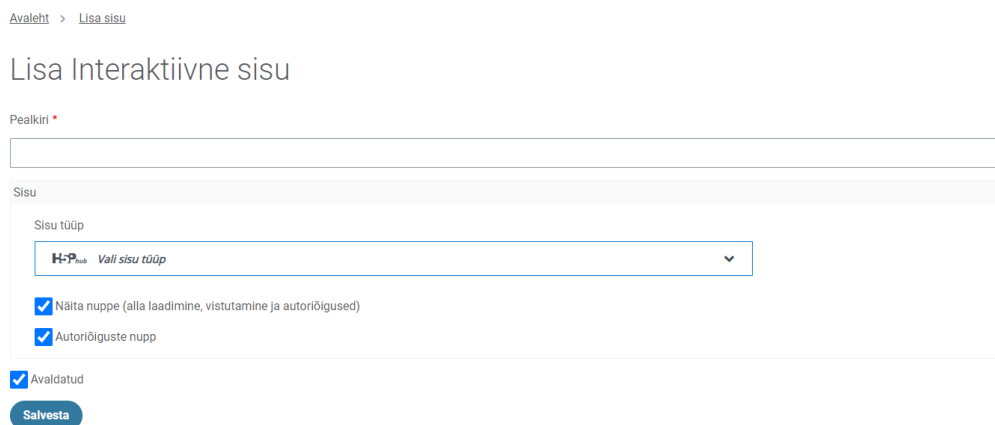 Avaleht > Lisa sisu
Lisa Interaktiivne sisu
Pealkiri *
Sisu
Sisu tüüp
H5P hub Vali sisu tüüp
Näita nuppe (alla laadimine, vistutamine ja autoriõigused)
Autoriõiguste nupp
Avaldatud
Salvesta